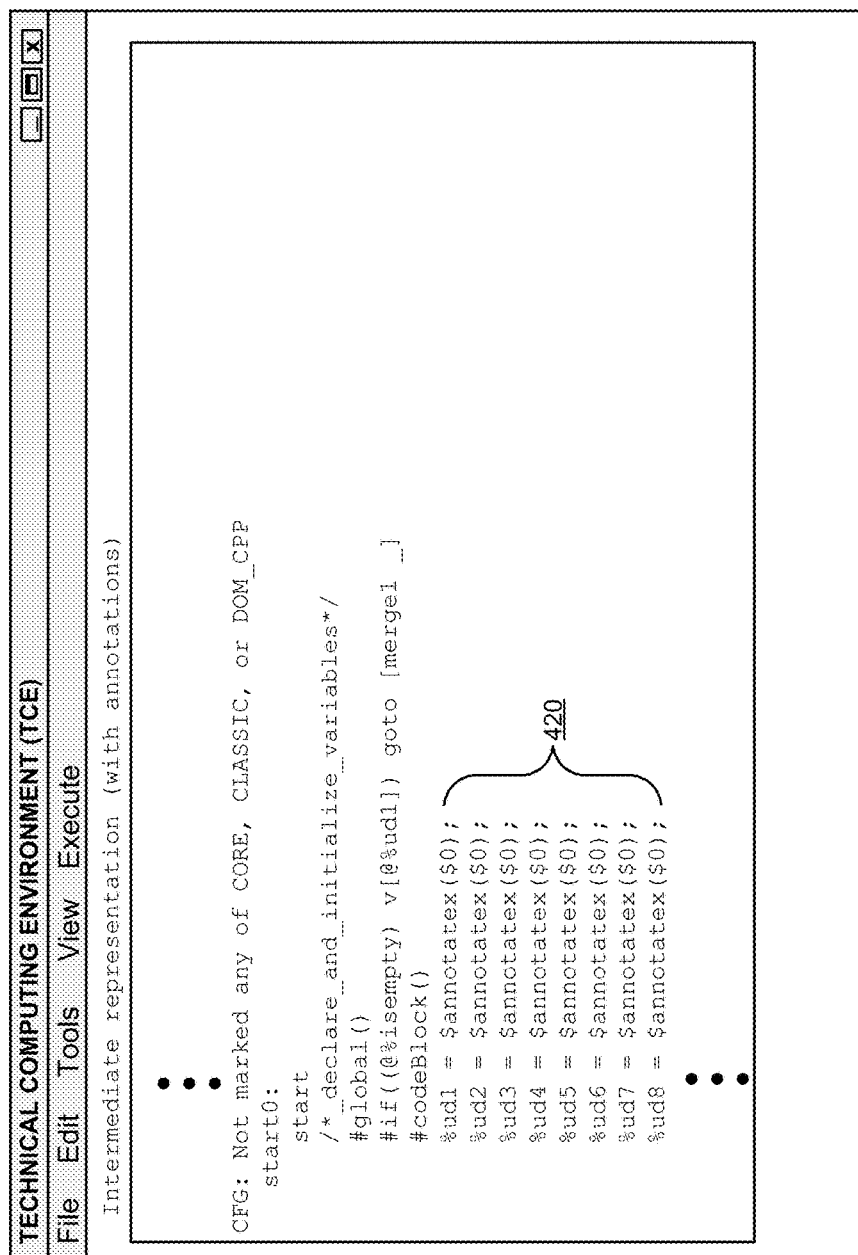 TECHNICAL COMPUTING ENVIRONMENT (TCE)
_ x
File Edit Tools View Execute
Intermediate representation (with annotations)
CFG: Not marked any of CORE, CLASSIC, or DOM_CPP
start0:
start
/*_declare_and_initialize_variables*/
#global()
#if((@%isempty) v[@%ud1]) goto [merge1 _]
#codeBlock()
%ud1 = $annotatex($0);
%ud2 = $annotatex($0);
%ud3 = $annotatex($0);
%ud4 = $annotatex($0);
%ud5 = $annotatex($0);
%ud6 = $annotatex($0);
%ud7 = $annotatex($0);
%ud8 = $annotatex($0);
420